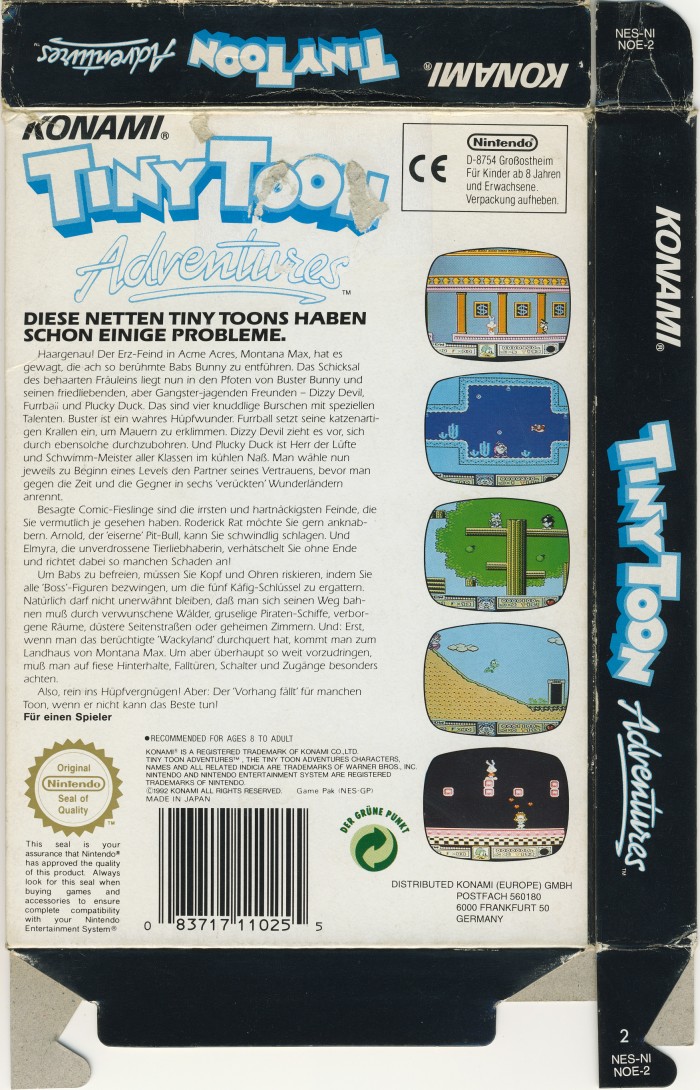 KONAMI® TINY TOON Adventures™
NES-NI
NOE-2
KONAMI®
TINY TOON
Adventures™
Nintendo
CE
D-8754 Großostheim
Für Kinder ab 8 Jahren
und Erwachsene.
Verpackung aufheben.
DIESE NETTEN TINY TOONS HABEN
SCHON EINIGE PROBLEME.
Haargenau! Der Erz-Feind in Acme Acres, Montana Max, hat es
gewagt, die ach so berühmte Babs Bunny zu entführen. Das Schicksal
des behaarten Fräuleins liegt nun in den Pfoten von Buster Bunny und
seinen friedliebenden, aber Gangster-jagenden Freunden – Dizzy Devil,
Furrball und Plucky Duck. Das sind vier knuddlige Burschen mit speziellen
Talenten. Buster ist ein wahres Hüpfwunder. Furrball setzt seine katzenarti-
gen Krallen ein, um Mauern zu erklimmen. Dizzy Devil zieht es vor, sich
durch ebensolche durchzubohren. Und Plucky Duck ist Herr der Lüfte
und Schwimm-Meister aller Klassen im kühlen Naß. Man wähle nun
jeweils zu Beginn eines Levels den Partner seines Vertrauens, bevor man
gegen die Zeit und die Gegner in sechs 'verückten' Wunderländern
anrennt.
Besagte Comic-Fieslinge sind die irrsten und hartnäckigsten Feinde, die
Sie vermutlich je gesehen haben. Roderick Rat möchte Sie gern anknab-
bern. Arnold, der 'eiserne' Pit-Bull, kann Sie schwindlig schlagen. Und
Elmyra, die unverdrossene Tierliebhaberin, verhätschelt Sie ohne Ende
und richtet dabei so manchen Schaden an!
Um Babs zu befreien, müssen Sie Kopf und Ohren riskieren, indem Sie
alle 'Boss'-Figuren bezwingen, um die fünf Käfig-Schlüssel zu ergattern.
Natürlich darf nicht unerwähnt bleiben, daß man sich seinen Weg bah-
nen muß durch verwunschene Wälder, gruselige Piraten-Schiffe, verbor-
gene Räume, düstere Seitenstraßen oder geheimen Zimmern. Und: Erst,
wenn man das berüchtigte 'Wackyland' durchquert hat, kommt man zum
Landhaus von Montana Max. Um aber überhaupt so weit vorzudringen,
muß man auf fiese Hinterhalte, Falltüren, Schalter und Zugänge besonders
achten.
Also, rein ins Hüpfvergnügen! Aber: Der 'Vorhang fällt' für manchen
Toon, wenn er nicht kann das Beste tun!
Für einen Spieler
•RECOMMENDED FOR AGES 8 TO ADULT
KONAMI® IS A REGISTERED TRADEMARK OF KONAMI CO.,LTD.
TINY TOON ADVENTURES™, THE TINY TOON ADVENTURES CHARACTERS,
NAMES AND ALL RELATED INDICIA ARE TRADEMARKS OF WARNER BROS., INC.
NINTENDO AND NINTENDO ENTERTAINMENT SYSTEM ARE REGISTERED
TRADEMARKS OF NINTENDO.
©1992 KONAMI ALL RIGHTS RESERVED. Game Pak (NES-GP)
MADE IN JAPAN
Original
Nintendo
Seal of
Quality
™
This seal is your
assurance that Nintendo®
has approved the quality
of this product. Always
look for this seal when
buying games and
accessories to ensure
complete compatibility
with your Nintendo
Entertainment System®
0 83717 11025 5
DER GRÜNE PUNKT
DISTRIBUTED KONAMI (EUROPE) GMBH
POSTFACH 560180
6000 FRANKFURT 50
GERMANY
KONAMI®
TINY TOON
Adventures™
2
NES-NI
NOE-2